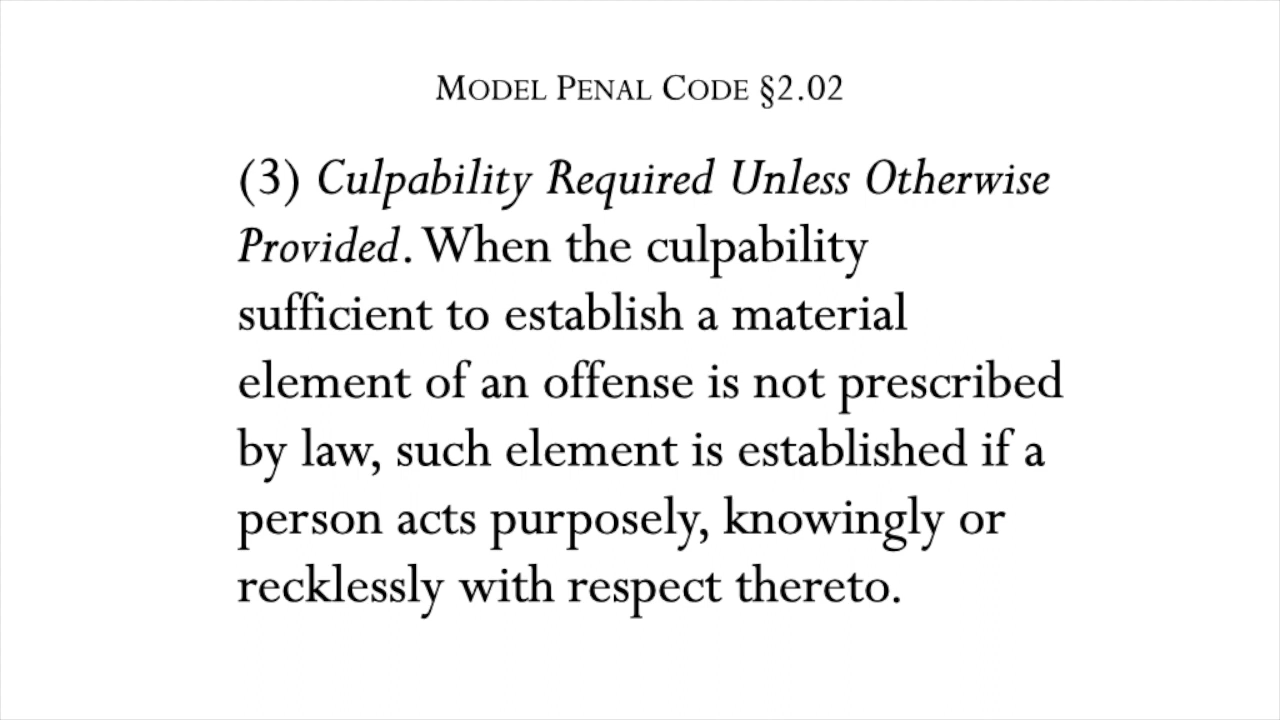 MODEL PENAL CODE §2.02
(3) Culpability Required Unless Otherwise
Provided. When the culpability
sufficient to establish a material
element of an offense is not prescribed
by law, such element is established if a
person acts purposely, knowingly or
recklessly with respect thereto.